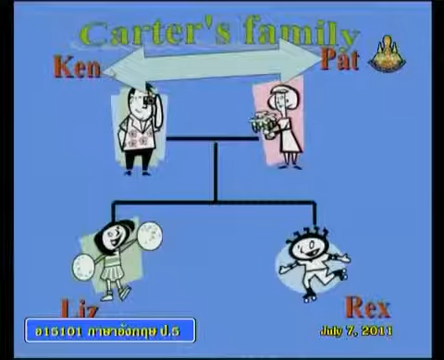 Carter's family
Ken
Pat
Liz
Rex
อ15101 ภาษาอังกฤษ ป.5
July 7, 2011